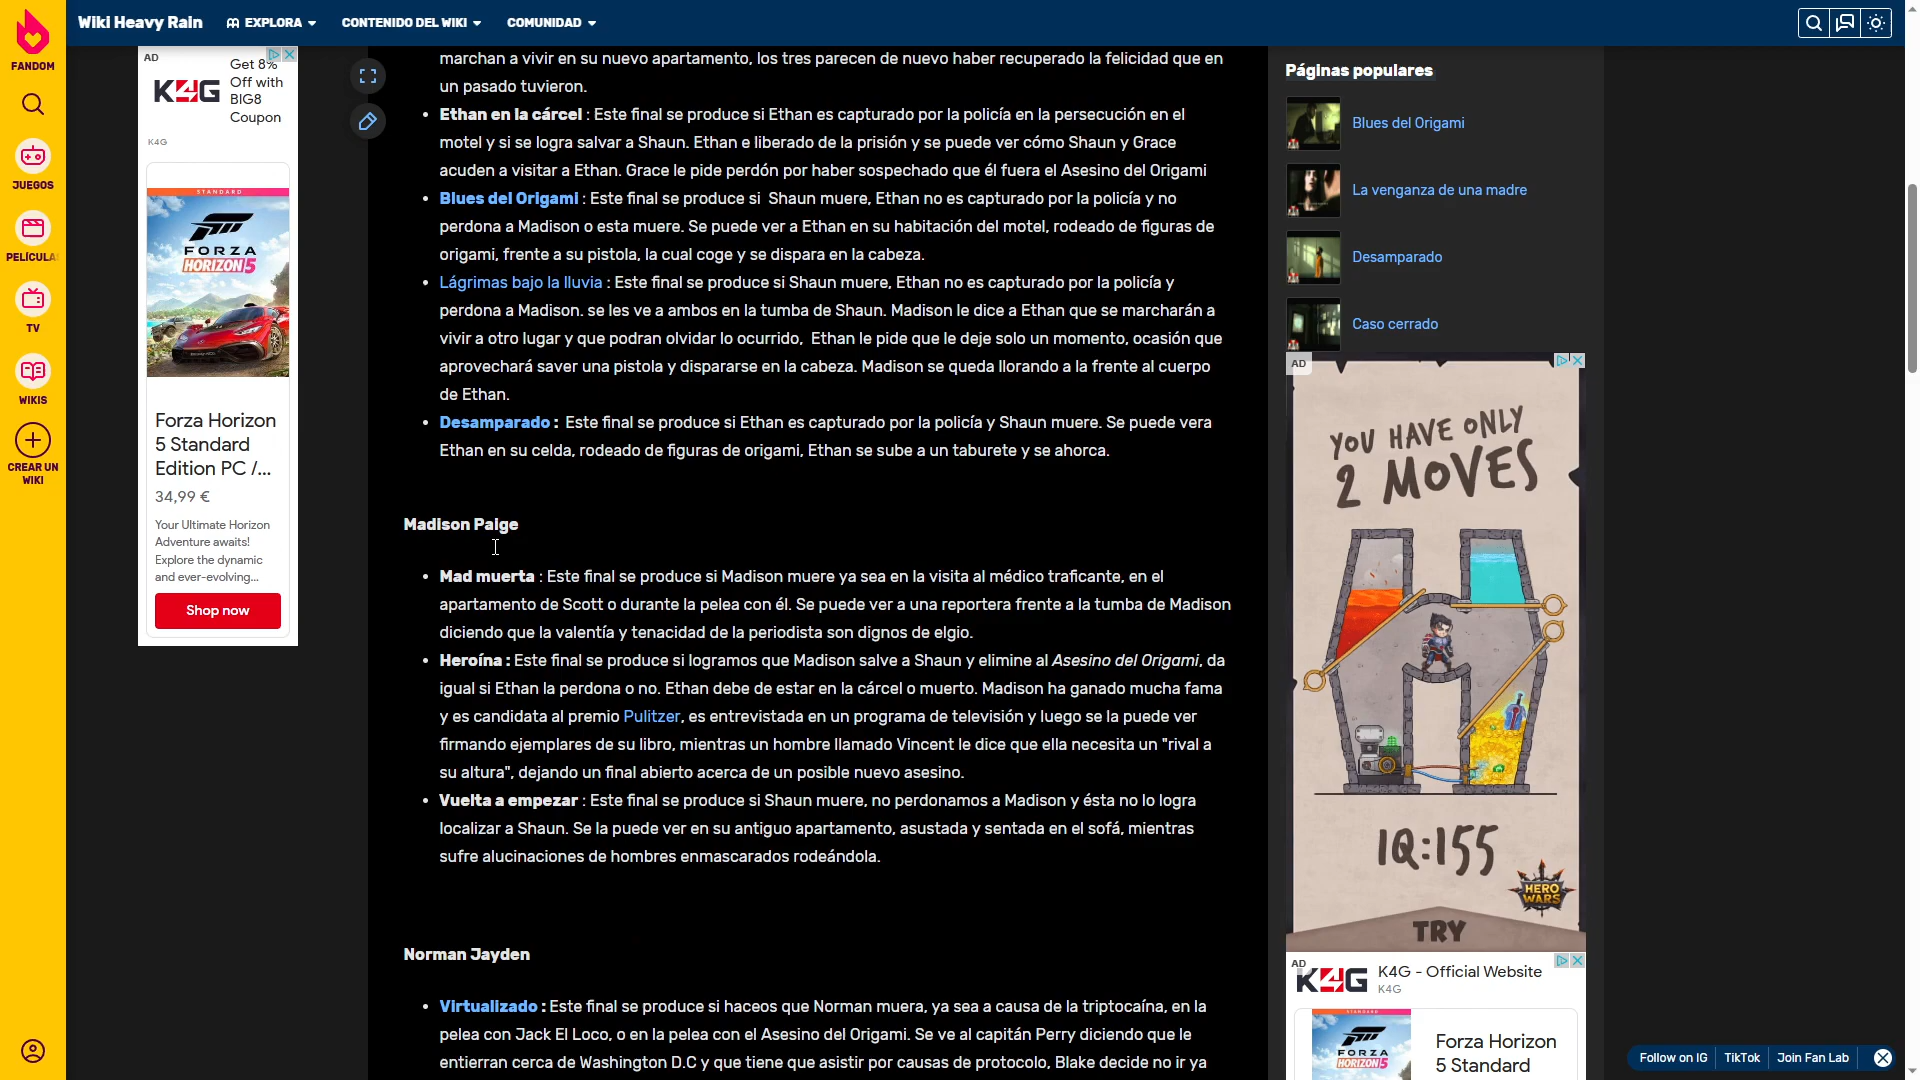 Wiki Heavy Rain
EXPLORA
CONTENIDO DEL WIKI
COMUNIDAD
FANDOM
JUEGOS
PELÍCULA
TV
WIKIS
CREAR UN
WIKI
AD
Get 8%
Off with
BIG8
Coupon
K4G
K4G
STANDARD
FORZA
HORIZON 5
Forza Horizon
5 Standard
Edition PC /...
34,99 €
Your Ultimate Horizon
Adventure awaits!
Explore the dynamic
and ever-evolving...
Shop now
marchan a vivir en su nuevo apartamento, los tres parecen de nuevo haber recuperado la felicidad que en
un pasado tuvieron.
• Ethan en la cárcel : Este final se produce si Ethan es capturado por la policía en la persecución en el
motel y si se logra salvar a Shaun. Ethan e liberado de la prisión y se puede ver cómo Shaun y Grace
acuden a visitar a Ethan. Grace le pide perdón por haber sospechado que él fuera el Asesino del Origami
• Blues del Origami : Este final se produce si  Shaun muere, Ethan no es capturado por la policía y no
perdona a Madison o esta muere. Se puede ver a Ethan en su habitación del motel, rodeado de figuras de
origami, frente a su pistola, la cual coge y se dispara en la cabeza.
• Lágrimas bajo la lluvia : Este final se produce si Shaun muere, Ethan no es capturado por la policía y
perdona a Madison. se les ve a ambos en la tumba de Shaun. Madison le dice a Ethan que se marcharán a
vivir a otro lugar y que podran olvidar lo ocurrido,  Ethan le pide que le deje solo un momento, ocasión que
aprovechará saver una pistola y dispararse en la cabeza. Madison se queda llorando a la frente al cuerpo
de Ethan.
• Desamparado :  Este final se produce si Ethan es capturado por la policía y Shaun muere. Se puede vera
Ethan en su celda, rodeado de figuras de origami, Ethan se sube a un taburete y se ahorca.
Madison Paige
• Mad muerta : Este final se produce si Madison muere ya sea en la visita al médico traficante, en el
apartamento de Scott o durante la pelea con él. Se puede ver a una reportera frente a la tumba de Madison
diciendo que la valentía y tenacidad de la periodista son dignos de elgio.
• Heroína : Este final se produce si logramos que Madison salve a Shaun y elimine al Asesino del Origami, da
igual si Ethan la perdona o no. Ethan debe de estar en la cárcel o muerto. Madison ha ganado mucha fama
y es candidata al premio Pulitzer, es entrevistada en un programa de televisión y luego se la puede ver
firmando ejemplares de su libro, mientras un hombre llamado Vincent le dice que ella necesita un "rival a
su altura", dejando un final abierto acerca de un posible nuevo asesino.
• Vuelta a empezar : Este final se produce si Shaun muere, no perdonamos a Madison y ésta no lo logra
localizar a Shaun. Se la puede ver en su antiguo apartamento, asustada y sentada en el sofá, mientras
sufre alucinaciones de hombres enmascarados rodeándola.
Norman Jayden
• Virtualizado : Este final se produce si haceos que Norman muera, ya sea a causa de la triptocaína, en la
pelea con Jack El Loco, o en la pelea con el Asesino del Origami. Se ve al capitán Perry diciendo que le
entierran cerca de Washington D.C y que tiene que asistir por causas de protocolo, Blake decide no ir ya
Páginas populares
Blues del Origami
La venganza de una madre
Desamparado
Caso cerrado
AD
YOU HAVE ONLY
2 MOVES
IQ:155
HERO
WARS
TRY
AD
K4G
K4G - Official Website
K4G
STANDARD
FORZA
HORIZON 5
Forza Horizon
5 Standard
Follow on IG
TikTok
Join Fan Lab